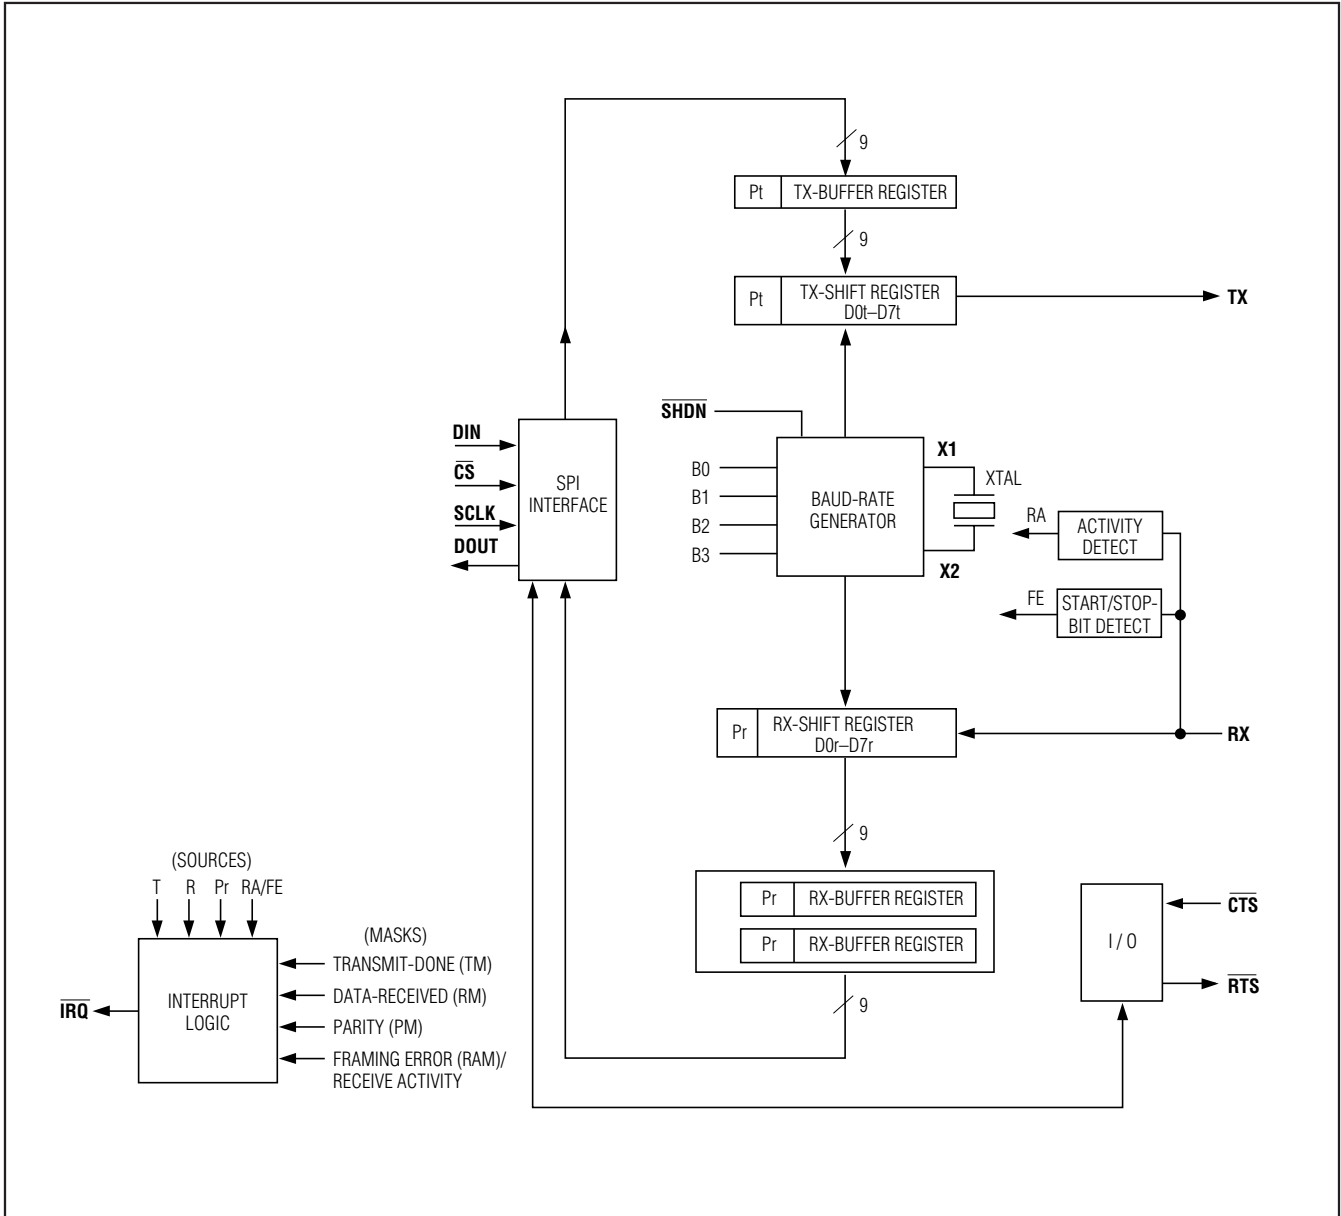 9
Pt TX-BUFFER REGISTER
9
Pt TX-SHIFT REGISTER
D0t–D7t
TX
SHDN
DIN
CS
SCLK
DOUT
SPI
INTERFACE
B0
B1
B2
B3
BAUD-RATE
GENERATOR
X1
XTAL
X2
RA
ACTIVITY
DETECT
FE
START/STOP-
BIT DETECT
Pr RX-SHIFT REGISTER
D0r–D7r
RX
9
Pr RX-BUFFER REGISTER
Pr RX-BUFFER REGISTER
9
I / O
CTS
RTS
(SOURCES)
T R Pr RA/FE
(MASKS)
TRANSMIT-DONE (TM)
DATA-RECEIVED (RM)
PARITY (PM)
FRAMING ERROR (RAM)/
RECEIVE ACTIVITY
INTERRUPT
LOGIC
IRQ